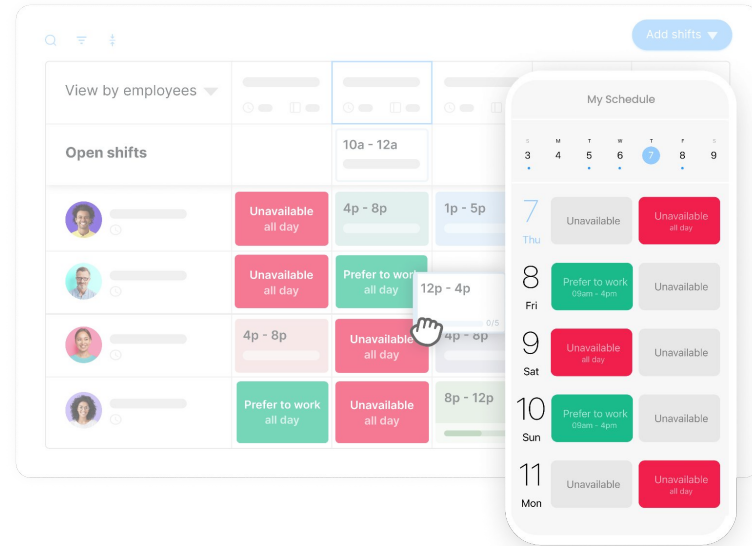 Add shifts
View by employees
Open shifts
10a - 12a
Unavailable
all day
4p - 8p
1p - 5p
Unavailable
all day
Prefer to work
all day
12p - 4p
0/5
4p - 8p
Unavailable
all day
4p - 8p
Prefer to work
all day
Unavailable
all day
8p - 12p
My Schedule
S M T W T F S
3 4 5 6 7 8 9
7
Thu
Unavailable
Unavailable
all day
8
Fri
Prefer to work
09am - 4pm
Unavailable
9
Sat
Unavailable
all day
Unavailable
10
Sun
Prefer to work
09am - 4pm
Unavailable
11
Mon
Unavailable
Unavailable
all day